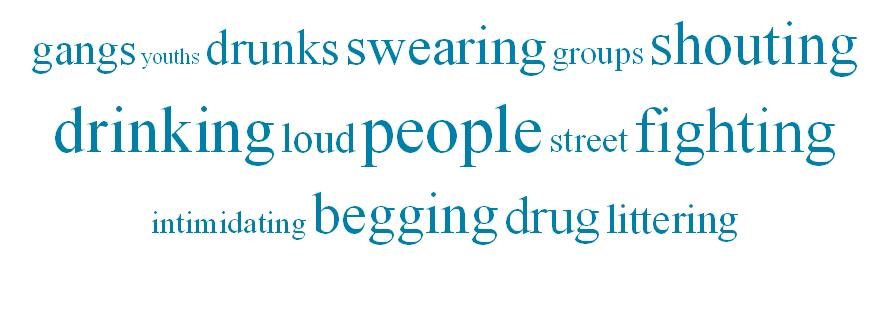 gangs youths drunks swearing groups shouting
drinking loud people street fighting
intimidating begging drug littering